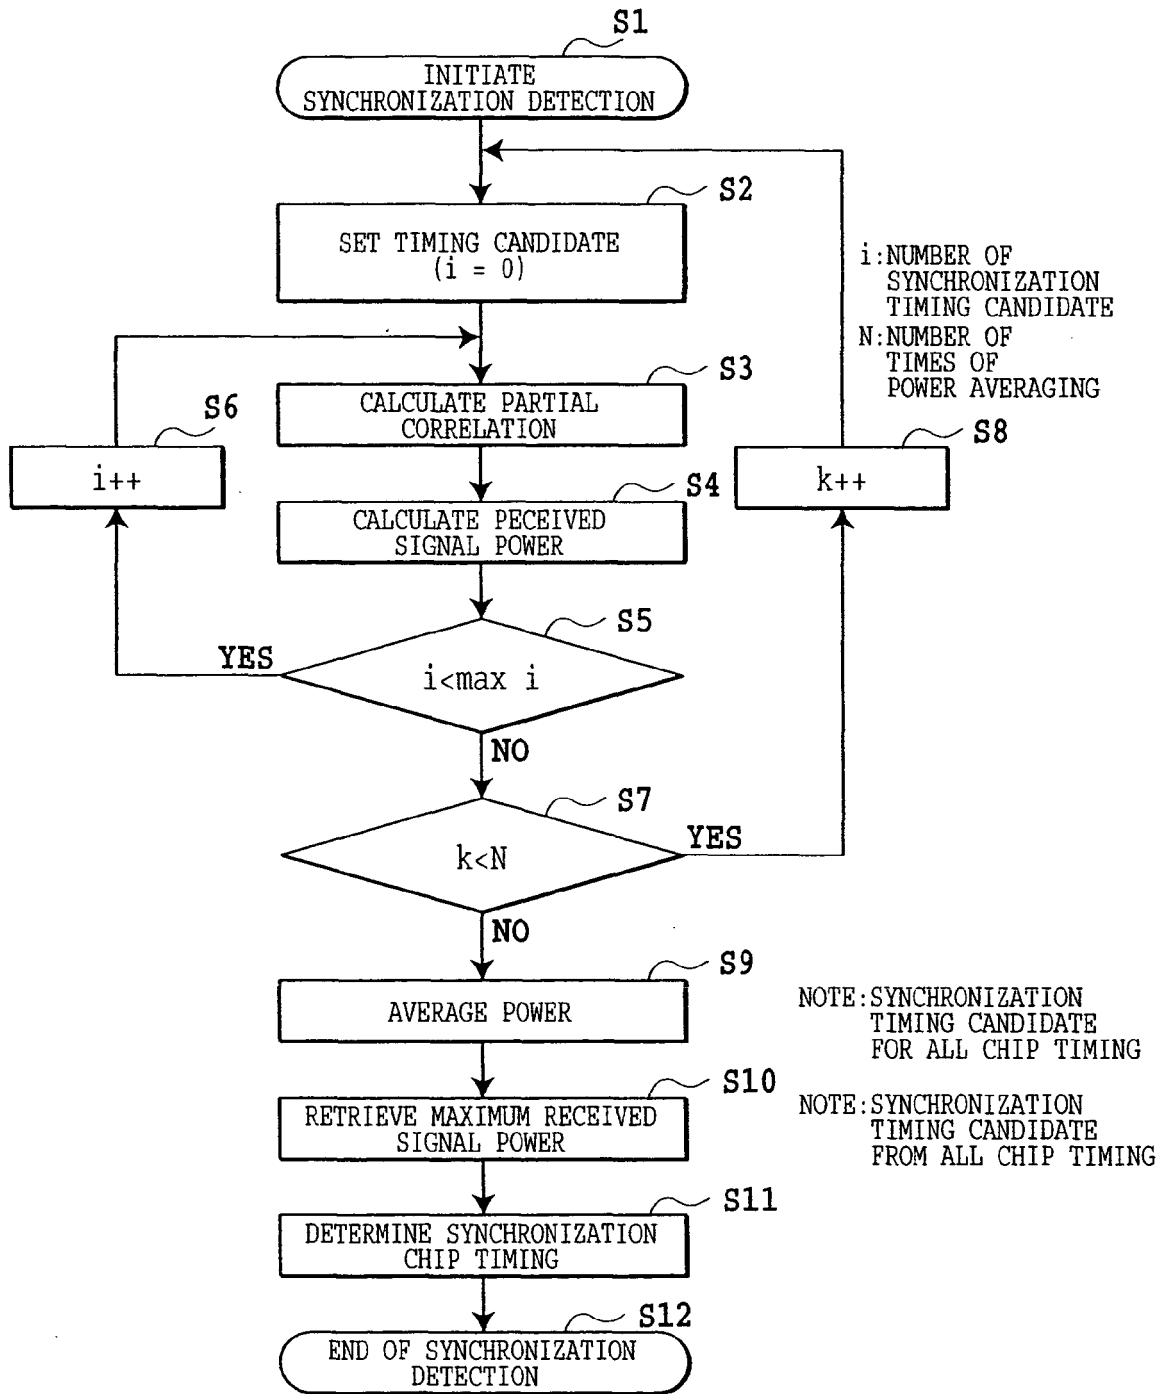 S1
INITIATE
SYNCHRONIZATION DETECTION
S2
SET TIMING CANDIDATE
(i = 0)
i:NUMBER OF
SYNCHRONIZATION
TIMING CANDIDATE
N:NUMBER OF
TIMES OF
POWER AVERAGING
S3
CALCULATE PARTIAL
CORRELATION
S6
i++
S8
k++
S4
CALCULATE PECEIVED
SIGNAL POWER
S5
YES
i<max i
NO
S7
k<N
YES
NO
S9
AVERAGE POWER
NOTE:SYNCHRONIZATION
TIMING CANDIDATE
FOR ALL CHIP TIMING
S10
RETRIEVE MAXIMUM RECEIVED
SIGNAL POWER
NOTE:SYNCHRONIZATION
TIMING CANDIDATE
FROM ALL CHIP TIMING
S11
DETERMINE SYNCHRONIZATION
CHIP TIMING
S12
END OF SYNCHRONIZATION
DETECTION